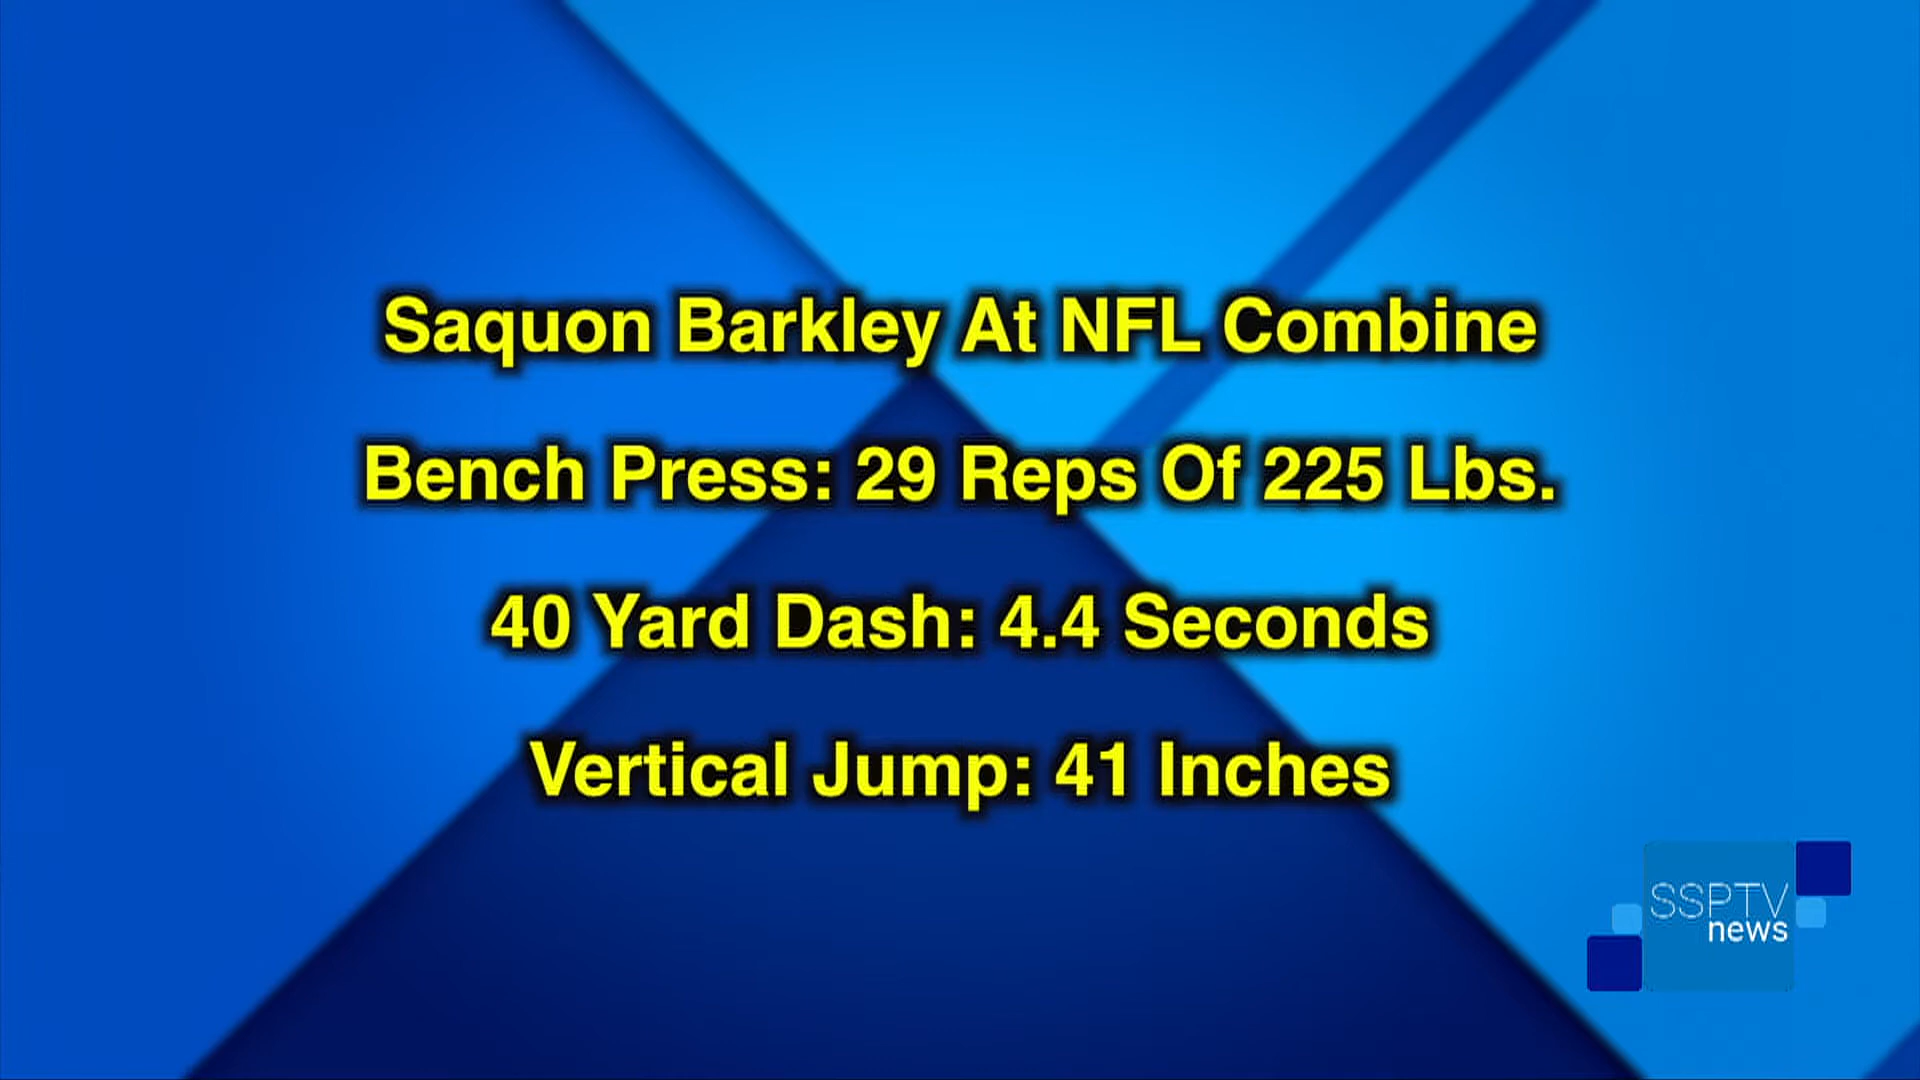 Saquon Barkley At NFL Combine
Bench Press: 29 Reps Of 225 Lbs.
40 Yard Dash: 4.4 Seconds
Vertical Jump: 41 Inches
SSPTV
news